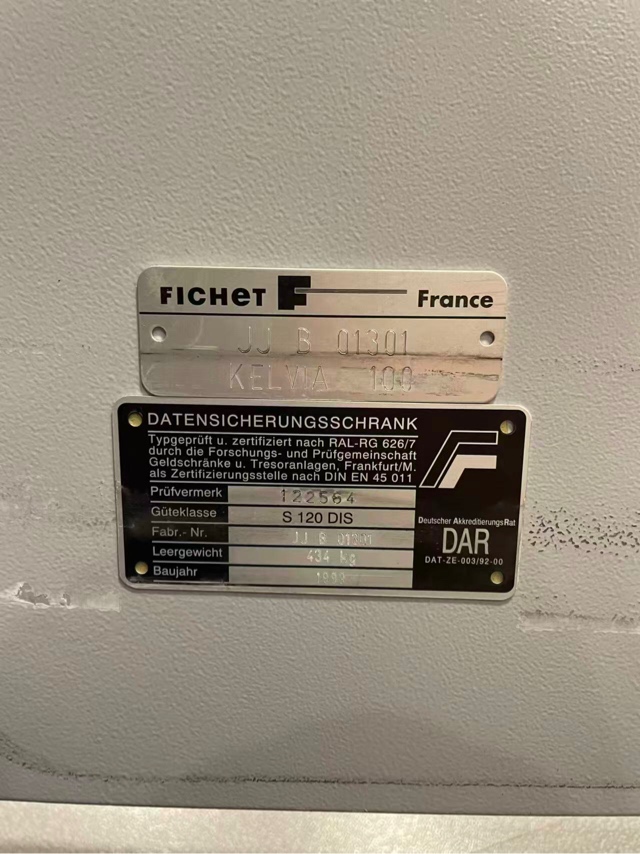 FICHET F France
JJ B 01301
KELVIA 100
DATENSICHERUNGSSCHRANK
Typgeprüft u. zertifiziert nach RAL-RG 626/7
durch die Forschungs- und Prüfgemeinschaft
Geldschränke u. Tresoranlagen, Frankfurt/M.
als Zertifizierungsstelle nach DIN EN 45 011
Prüfvermerk 122564
Güteklasse S 120 DIS
Fabr.- Nr. JJ B 01301
Leergewicht 434 kg
Baujahr
Deutscher AkkreditierungsRat
DAR
DAT-ZE-003/92-00